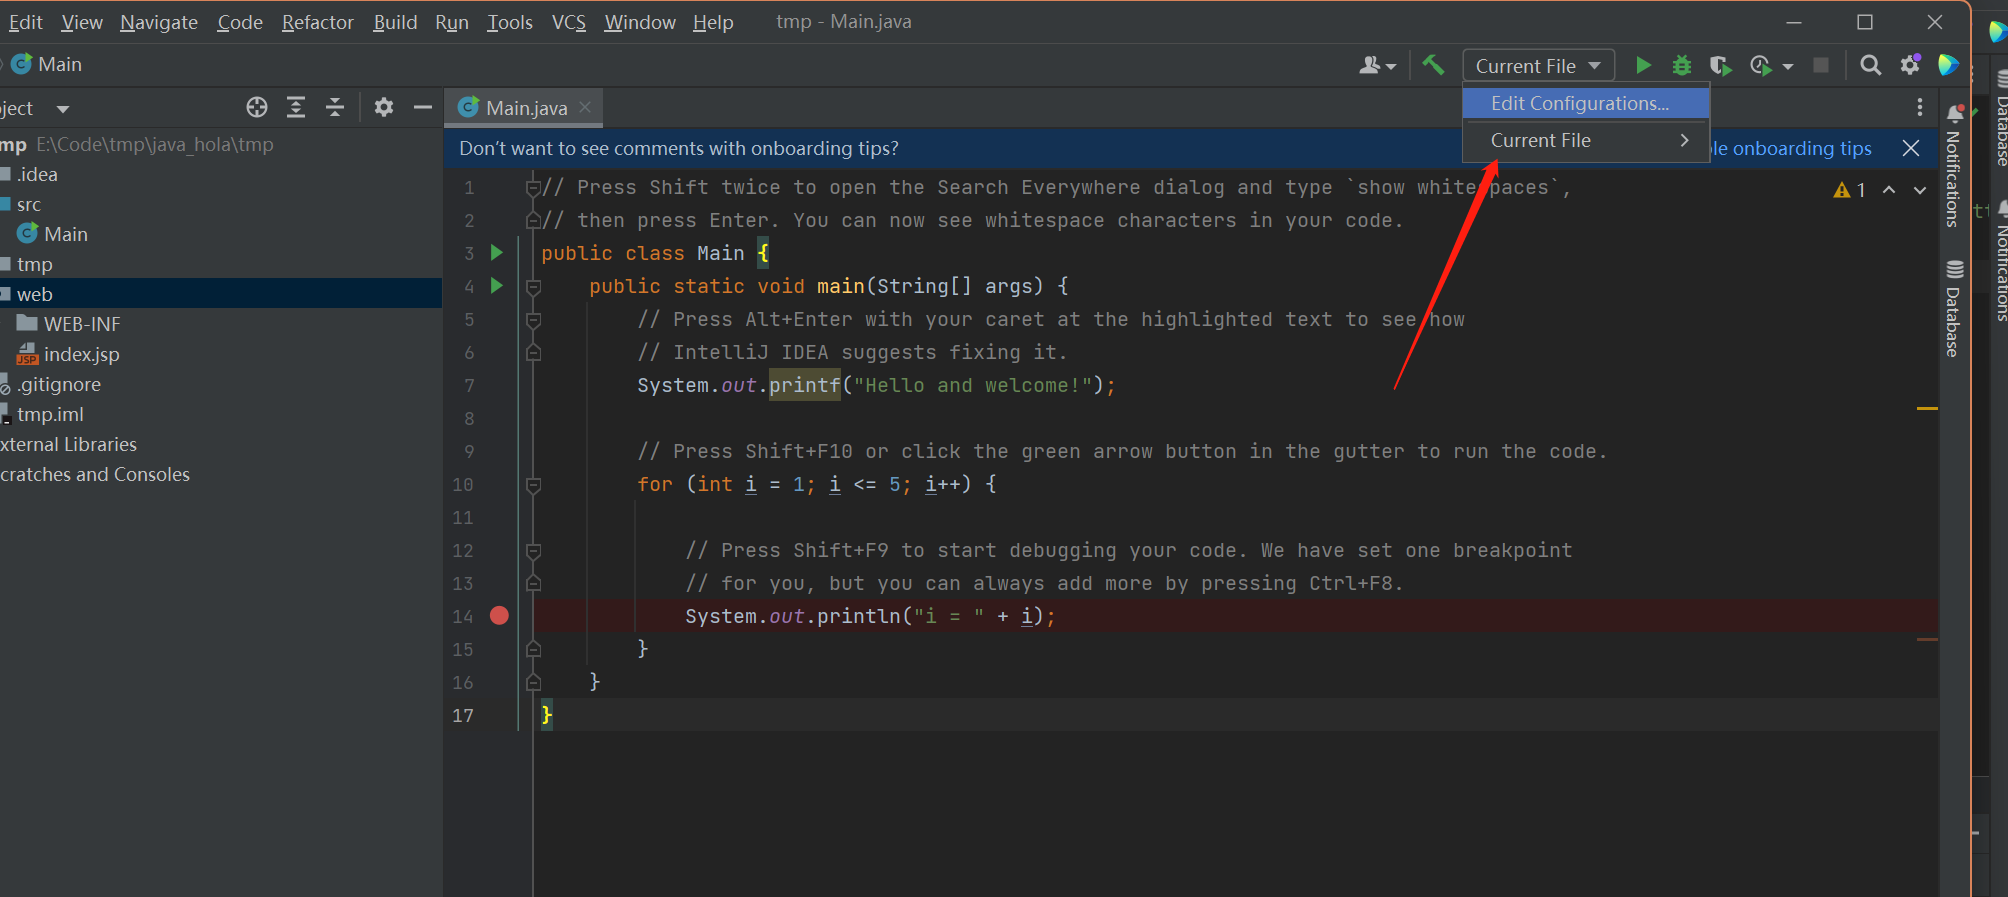 Edit View Navigate Code Refactor Build Run Tools VCS Window Help tmp - Main.java
Main
Current File
ject
Main.java
Edit Configurations...
Current File
Don't want to see comments with onboarding tips?
le onboarding tips
mp E:\Code\tmp\java_hola\tmp
.idea
src
Main
tmp
web
WEB-INF
index.jsp
.gitignore
tmp.iml
xternal Libraries
cratches and Consoles
1 // Press Shift twice to open the Search Everywhere dialog and type `show whitespaces`,
1
2 // then press Enter. You can now see whitespace characters in your code.
3 public class Main {
4 public static void main(String[] args) {
5 // Press Alt+Enter with your caret at the highlighted text to see how
6 // IntelliJ IDEA suggests fixing it.
7 System.out.printf("Hello and welcome!");
8
9 // Press Shift+F10 or click the green arrow button in the gutter to run the code.
10 for (int i = 1; i <= 5; i++) {
11
12 // Press Shift+F9 to start debugging your code. We have set one breakpoint
13 // for you, but you can always add more by pressing Ctrl+F8.
14 System.out.println("i = " + i);
15 }
16 }
17 }
Notifications
Database
Database
Notifications
JSP